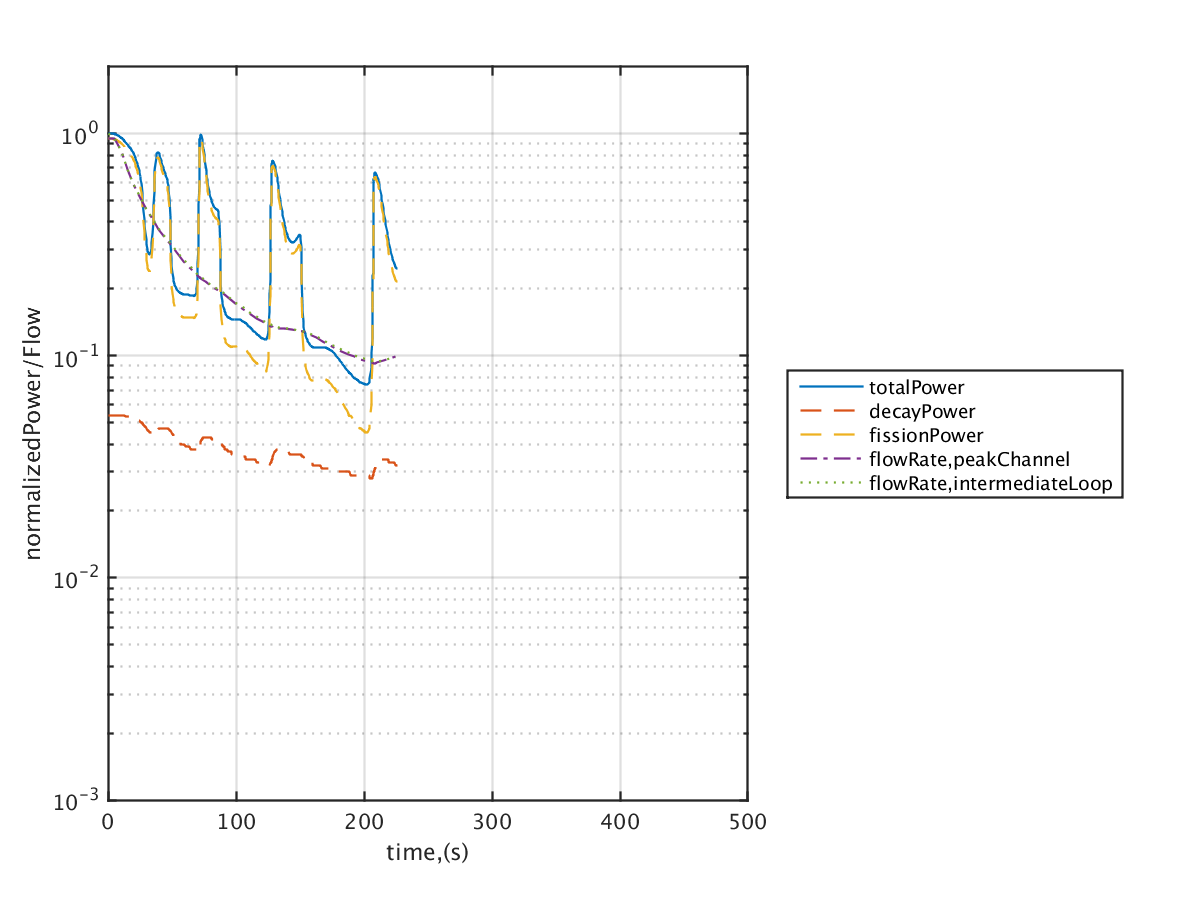 normalizedPower/Flow
10^0
10^-1
10^-2
10^-3
0 100 200 300 400 500
time,(s)
totalPower
decayPower
fissionPower
flowRate,peakChannel
flowRate,intermediateLoop